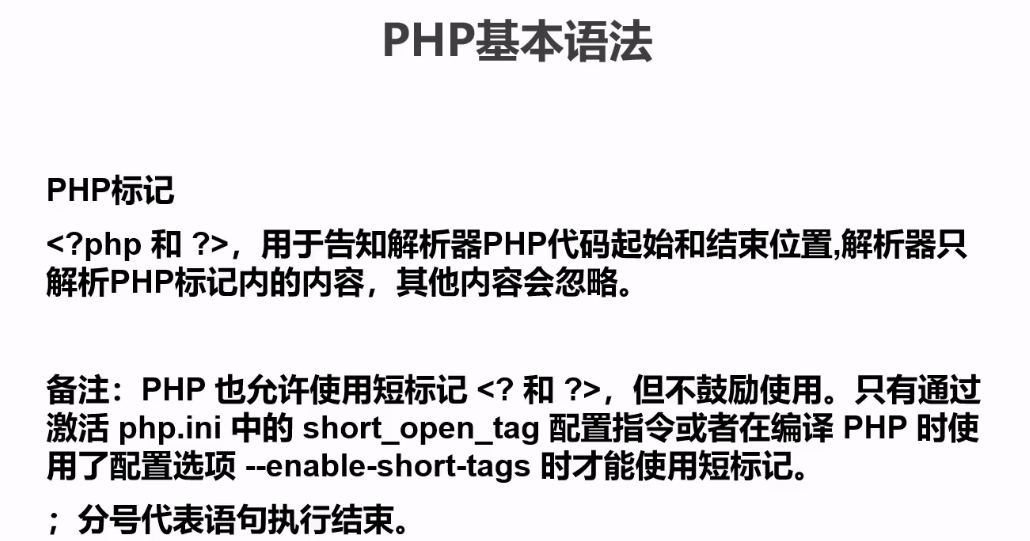 PHP基本语法
PHP标记
<?php 和 ?>，用于告知解析器PHP代码起始和结束位置,解析器只
解析PHP标记内的内容，其他内容会忽略。
备注：PHP 也允许使用短标记 <? 和 ?>，但不鼓励使用。只有通过
激活 php.ini 中的 short_open_tag 配置指令或者在编译 PHP 时使
用了配置选项 --enable-short-tags 时才能使用短标记。
；分号代表语句执行结束。